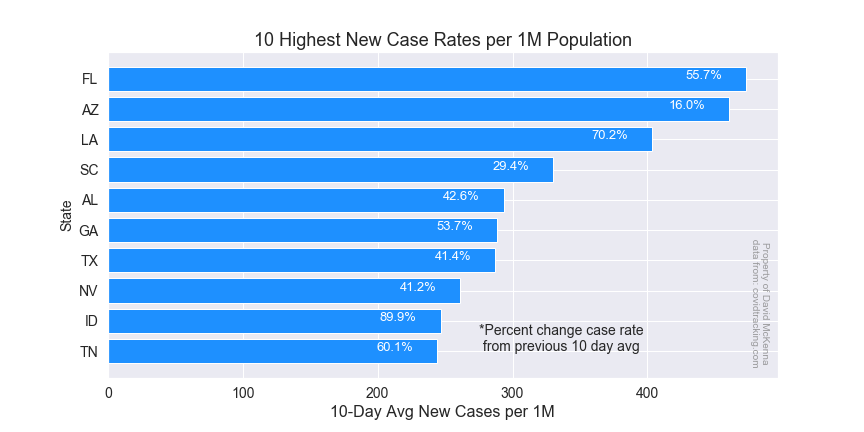 10 Highest New Case Rates per 1M Population
State
FL 55.7%
AZ 16.0%
LA 70.2%
SC 29.4%
AL 42.6%
GA 53.7%
TX 41.4%
NV 41.2%
ID 89.9%
TN 60.1%
*Percent change case rate
from previous 10 day avg
Property of David McKenna
data from: covidtracking.com
0 100 200 300 400
10-Day Avg New Cases per 1M